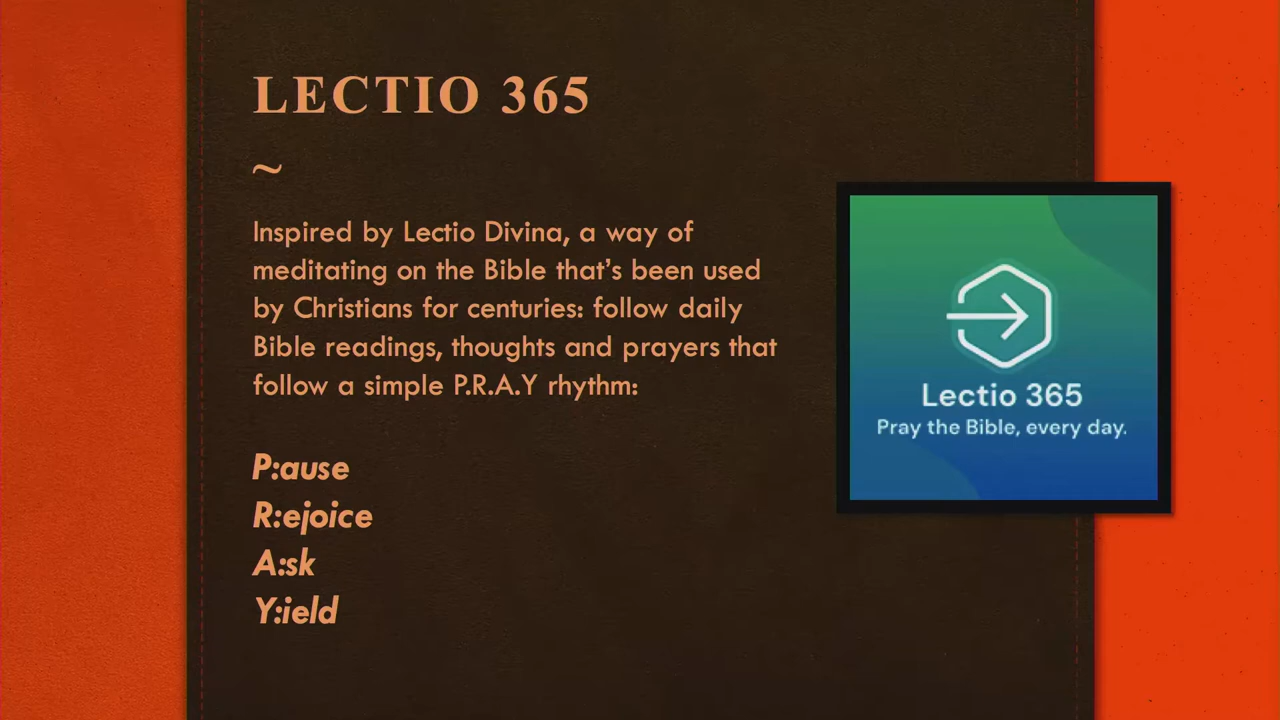 LECTIO 365
~
Inspired by Lectio Divina, a way of
meditating on the Bible that’s been used
by Christians for centuries: follow daily
Bible readings, thoughts and prayers that
follow a simple P.R.A.Y rhythm:
P:ause
R:ejoice
A:sk
Y:ield
Lectio 365
Pray the Bible, every day.